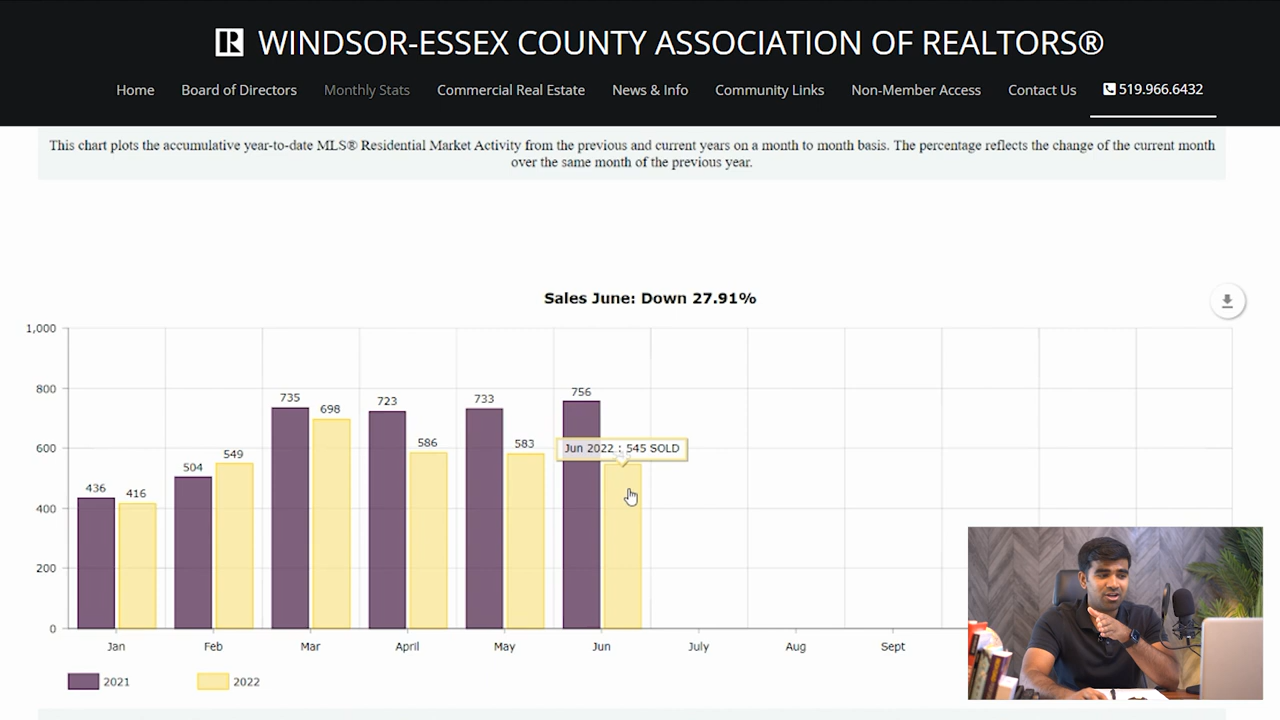 WINDSOR-ESSEX COUNTY ASSOCIATION OF REALTORS®
Home Board of Directors Monthly Stats Commercial Real Estate News & Info Community Links Non-Member Access Contact Us 519.966.6432
This chart plots the accumulative year-to-date MLS® Residential Market Activity from the previous and current years on a month to month basis. The percentage reflects the change of the current month
over the same month of the previous year.
Sales June: Down 27.91%
1,000
800
600
400
200
0
436 416
504 549
735 698
723 586
733 583
756
Jun 2022 : 545 SOLD
Jan Feb Mar April May Jun July Aug Sept
2021 2022